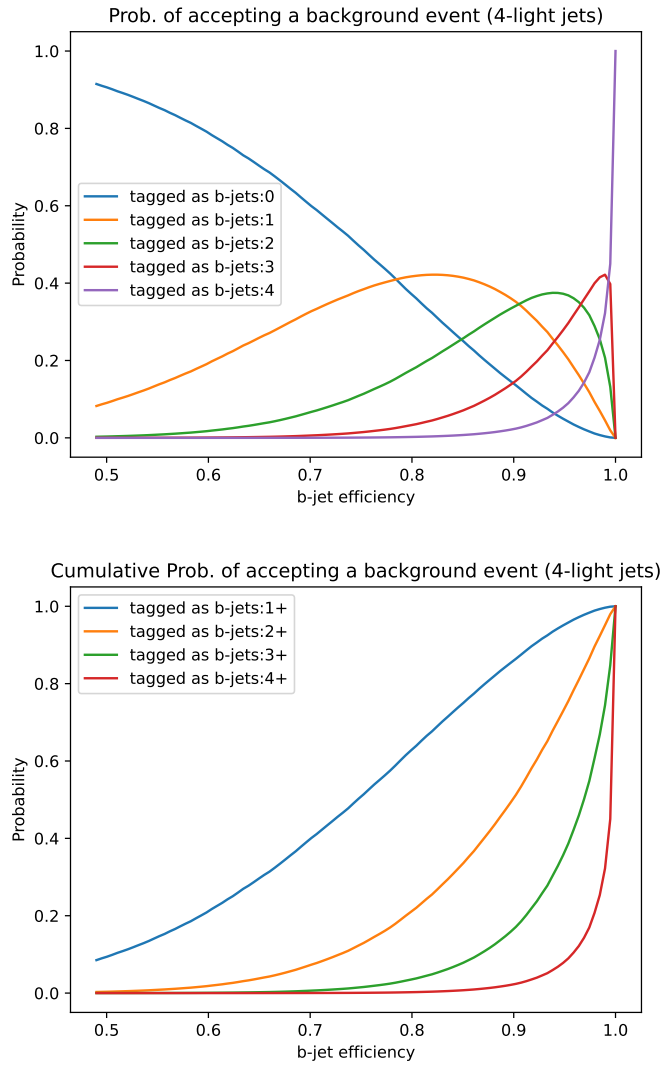 Prob. of accepting a background event (4-light jets)
1.0
0.8
0.6
0.4
0.2
0.0
Probability
tagged as b-jets:0
tagged as b-jets:1
tagged as b-jets:2
tagged as b-jets:3
tagged as b-jets:4
0.5 0.6 0.7 0.8 0.9 1.0
b-jet efficiency
Cumulative Prob. of accepting a background event (4-light jets)
1.0
0.8
0.6
0.4
0.2
0.0
Probability
tagged as b-jets:1+
tagged as b-jets:2+
tagged as b-jets:3+
tagged as b-jets:4+
0.5 0.6 0.7 0.8 0.9 1.0
b-jet efficiency